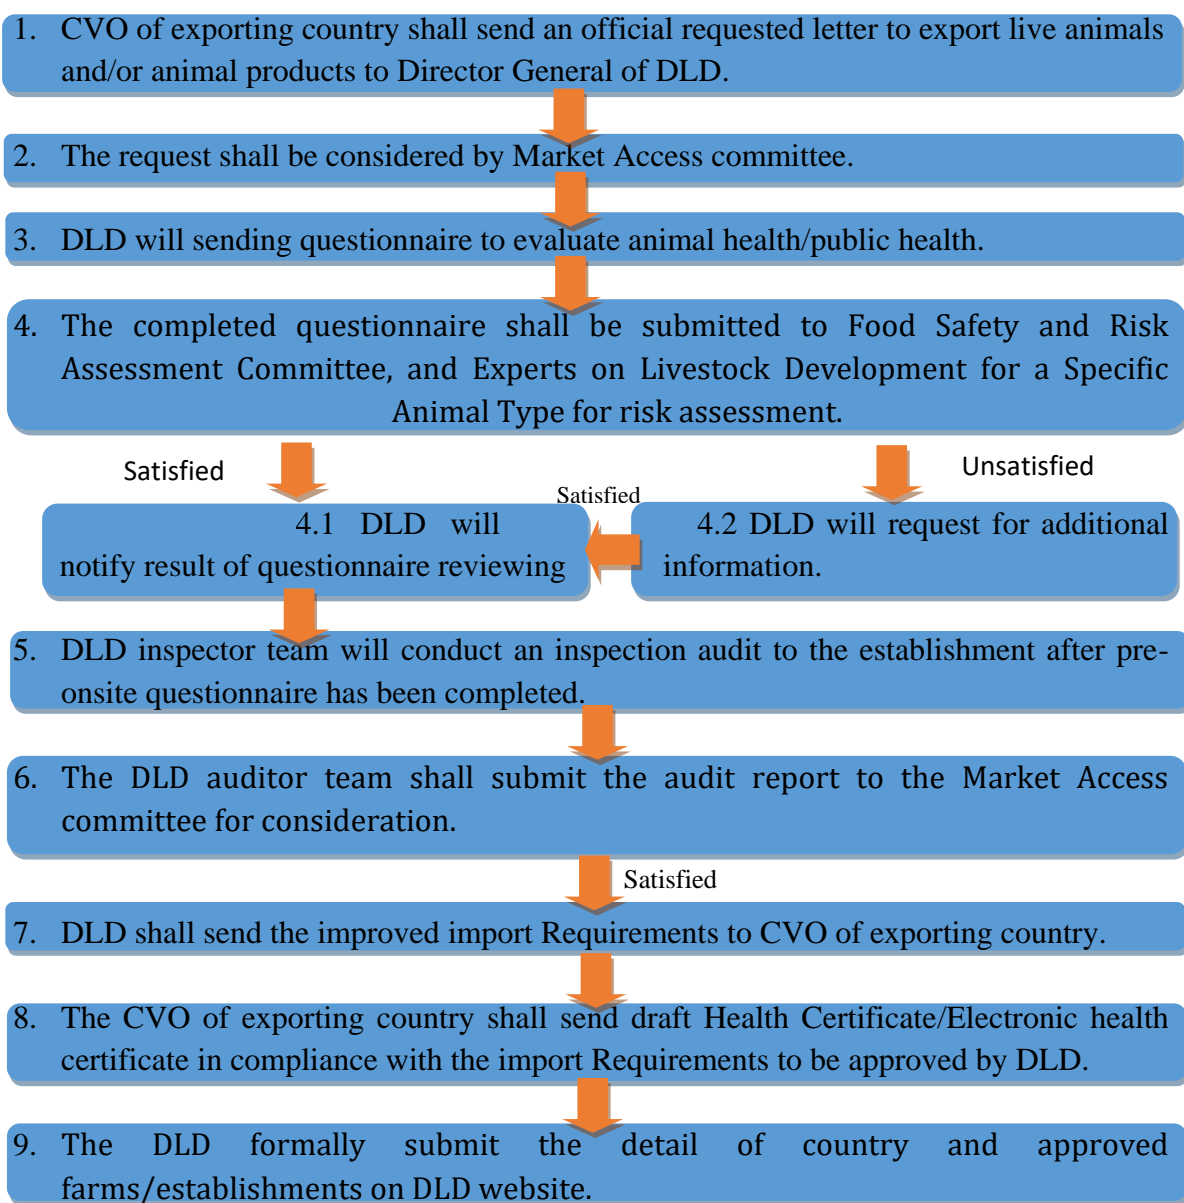 1. CVO of exporting country shall send an official requested letter to export live animals
and/or animal products to Director General of DLD.
2. The request shall be considered by Market Access committee.
3. DLD will sending questionnaire to evaluate animal health/public health.
4. The completed questionnaire shall be submitted to Food Safety and Risk
Assessment Committee, and Experts on Livestock Development for a Specific
Animal Type for risk assessment.
Satisfied
Unsatisfied
Satisfied
4.1 DLD will
notify result of questionnaire reviewing
4.2 DLD will request for additional
information.
5. DLD inspector team will conduct an inspection audit to the establishment after pre-
onsite questionnaire has been completed.
6. The DLD auditor team shall submit the audit report to the Market Access
committee for consideration.
Satisfied
7. DLD shall send the improved import Requirements to CVO of exporting country.
8. The CVO of exporting country shall send draft Health Certificate/Electronic health
certificate in compliance with the import Requirements to be approved by DLD.
9. The DLD formally submit the detail of country and approved
farms/establishments on DLD website.